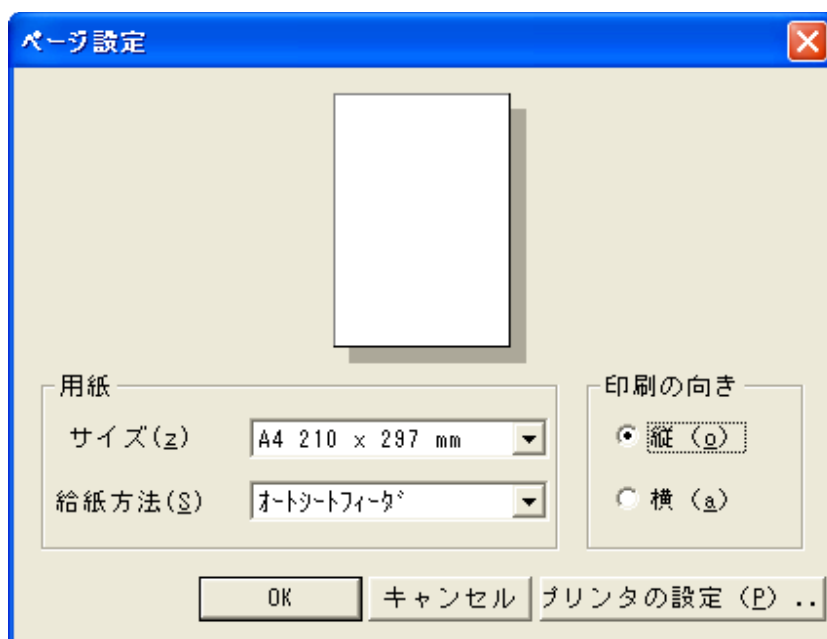 ページ設定
用紙
サイズ(z)
A4 210 x 297 mm
給紙方法(S)
ｵｰﾄｼｰﾄﾌｨｰﾀﾞ
印刷の向き
縦 (o)
横 (a)
OK
キャンセル
プリンタの設定 (P) ..